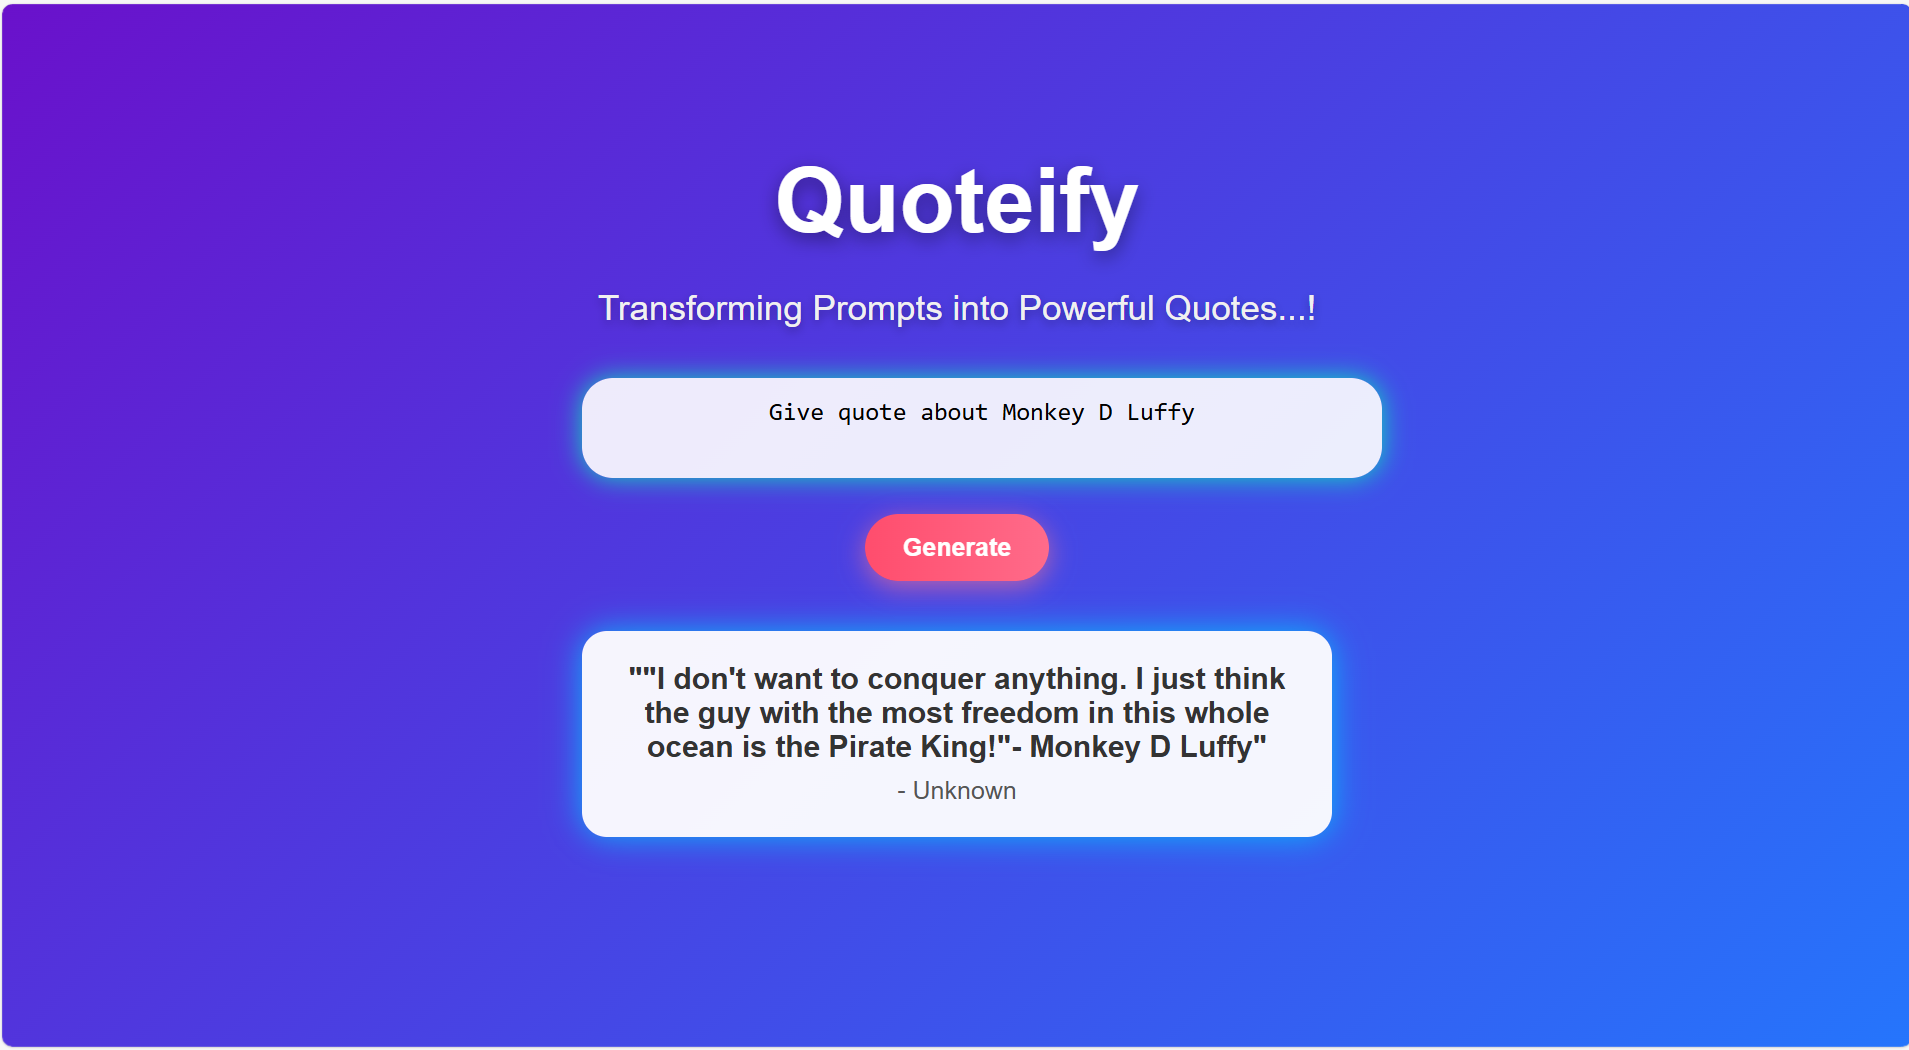 Quoteify
Transforming Prompts into Powerful Quotes...!
Give quote about Monkey D Luffy
Generate
""I don't want to conquer anything. I just think
the guy with the most freedom in this whole
ocean is the Pirate King!"- Monkey D Luffy"
- Unknown